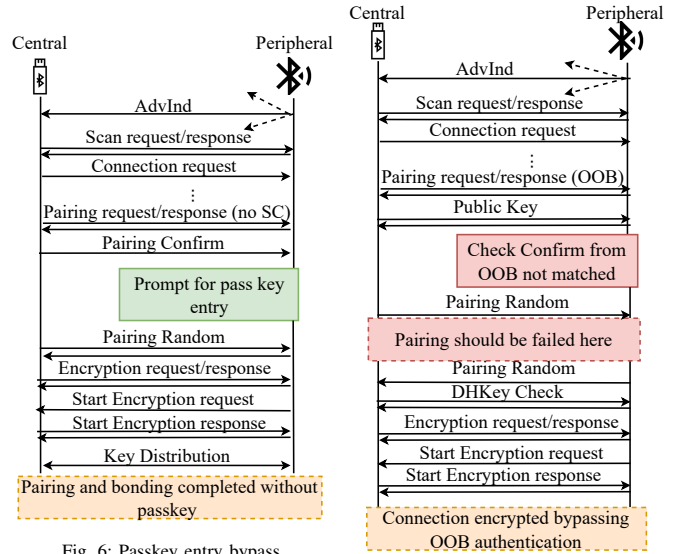 Central
Peripheral
AdvInd
Scan request/response
Connection request
⋮
Pairing request/response (no SC)
Pairing Confirm
Prompt for pass key
entry
Pairing Random
Encryption request/response
Start Encryption request
Start Encryption response
Key Distribution
Pairing and bonding completed without
passkey
Fig. 6: Passkey entry bypass
Central
Peripheral
AdvInd
Scan request/response
Connection request
⋮
Pairing request/response (OOB)
Public Key
Check Confirm from
OOB not matched
Pairing Random
Pairing should be failed here
Pairing Random
DHKey Check
Encryption request/response
Start Encryption request
Start Encryption response
Connection encrypted bypassing
OOB authentication